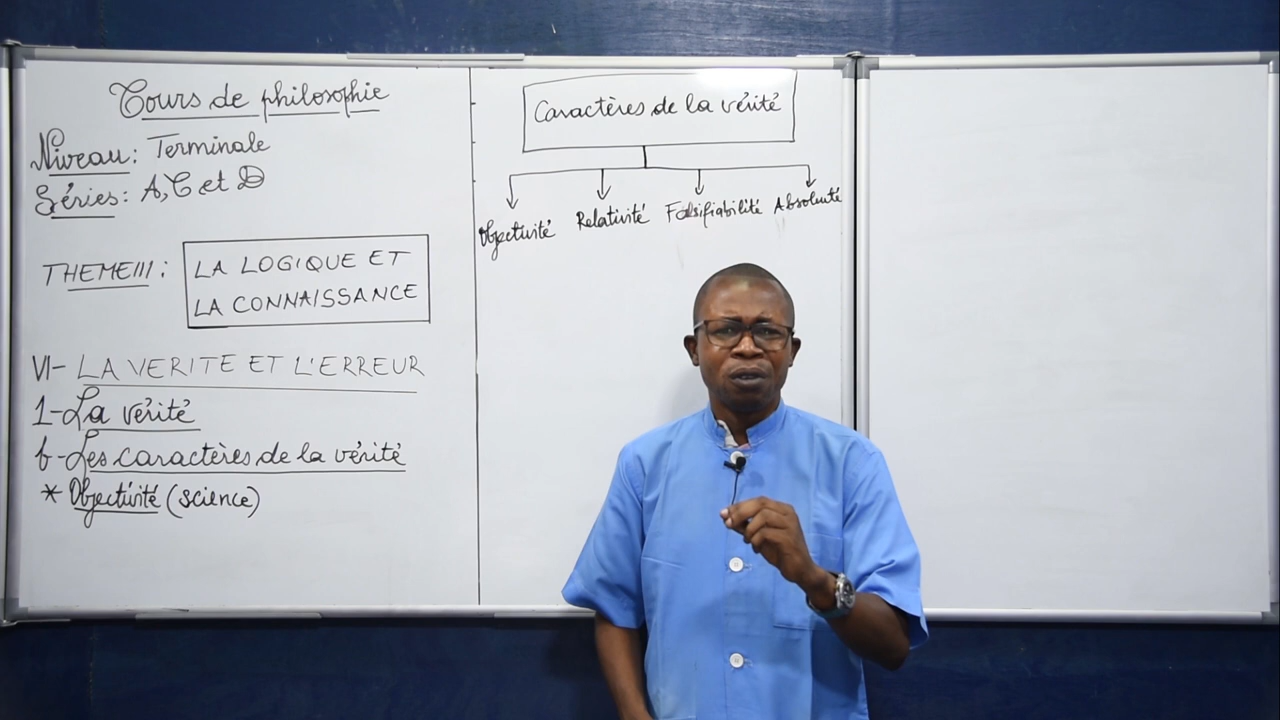 Cours de philosophie
Niveau : Terminale
Séries : A, C et D
THEME III :
LA LOGIQUE ET
LA CONNAISSANCE
VI- LA VERITE ET L'ERREUR
1- La vérité
b- Les caractères de la vérité
* Objectivité (science)
Caractères de la vérité
Objectivité Relativité Falsifiabilité Absoluité